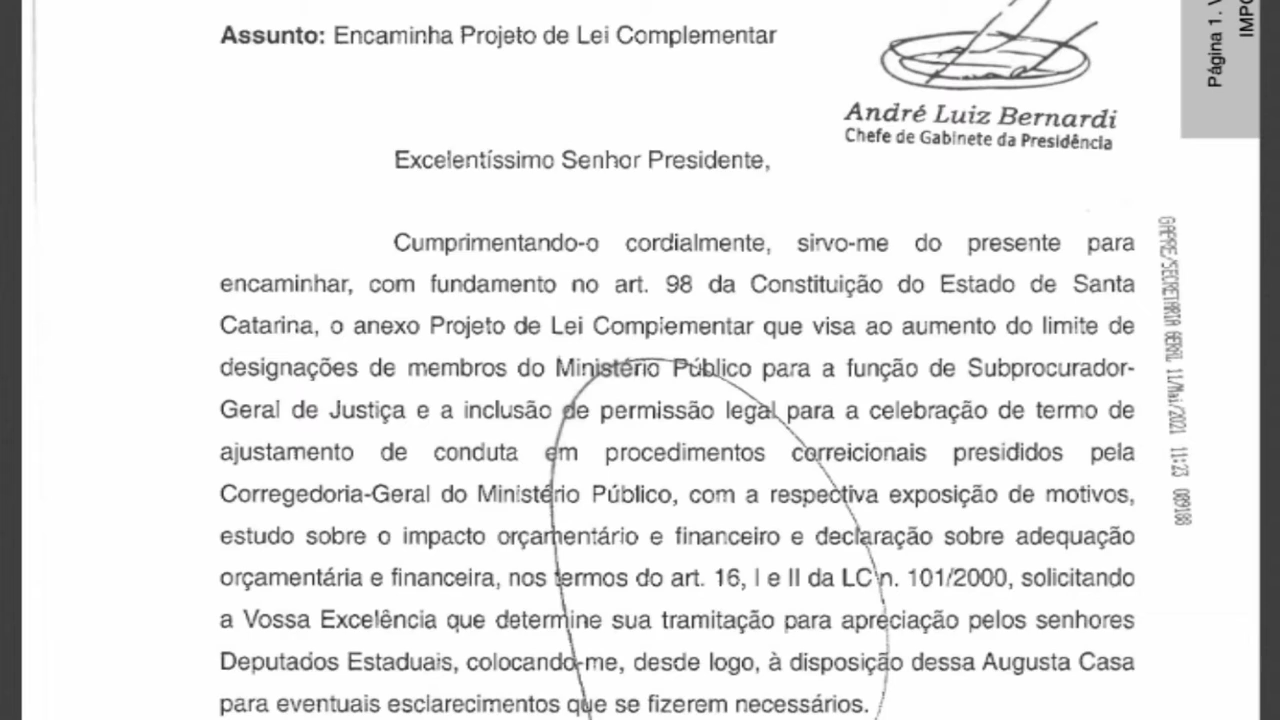 Assunto: Encaminha Projeto de Lei Complementar
André Luiz Bernardi
Chefe de Gabinete da Presidência
Excelentíssimo Senhor Presidente,
Cumprimentando-o cordialmente, sirvo-me do presente para
encaminhar, com fundamento no art. 98 da Constituição do Estado de Santa
Catarina, o anexo Projeto de Lei Complementar que visa ao aumento do limite de
designações de membros do Ministério Público para a função de Subprocurador-
Geral de Justiça e a inclusão de permissão legal para a celebração de termo de
ajustamento de conduta em procedimentos correicionais presididos pela
Corregedoria-Geral do Ministério Público, com a respectiva exposição de motivos,
estudo sobre o impacto orçamentário e financeiro e declaração sobre adequação
orçamentária e financeira, nos termos do art. 16, I e II da LC n. 101/2000, solicitando
a Vossa Excelência que determine sua tramitação para apreciação pelos senhores
Deputados Estaduais, colocando-me, desde logo, à disposição dessa Augusta Casa
para eventuais esclarecimentos que se fizerem necessários.
Página 1. V
IMPO
SECRETARIA GERAL 11/Mai/2021 11:23 009188